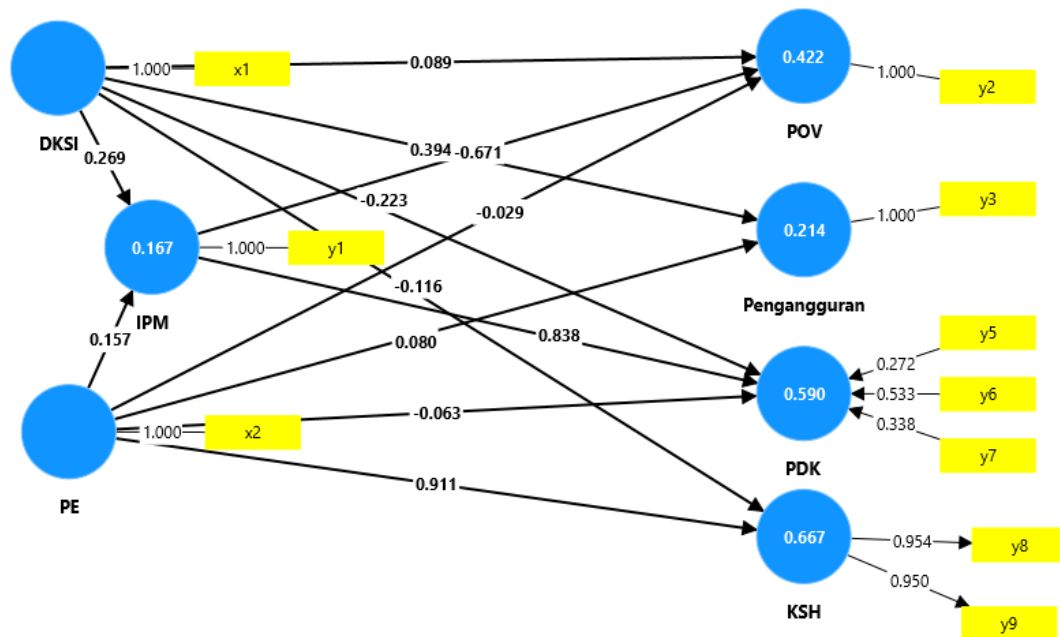 DKSI
1.000
x1
0.089
0.422
POV
1.000
y2
0.269
0.394
-0.671
-0.223
-0.029
0.214
Pengangguran
1.000
y3
0.167
IPM
1.000
y1
-0.116
0.157
0.080
0.838
0.590
PDK
0.272
y5
0.533
y6
0.338
y7
PE
1.000
x2
-0.063
0.911
0.667
KSH
0.954
y8
0.950
y9